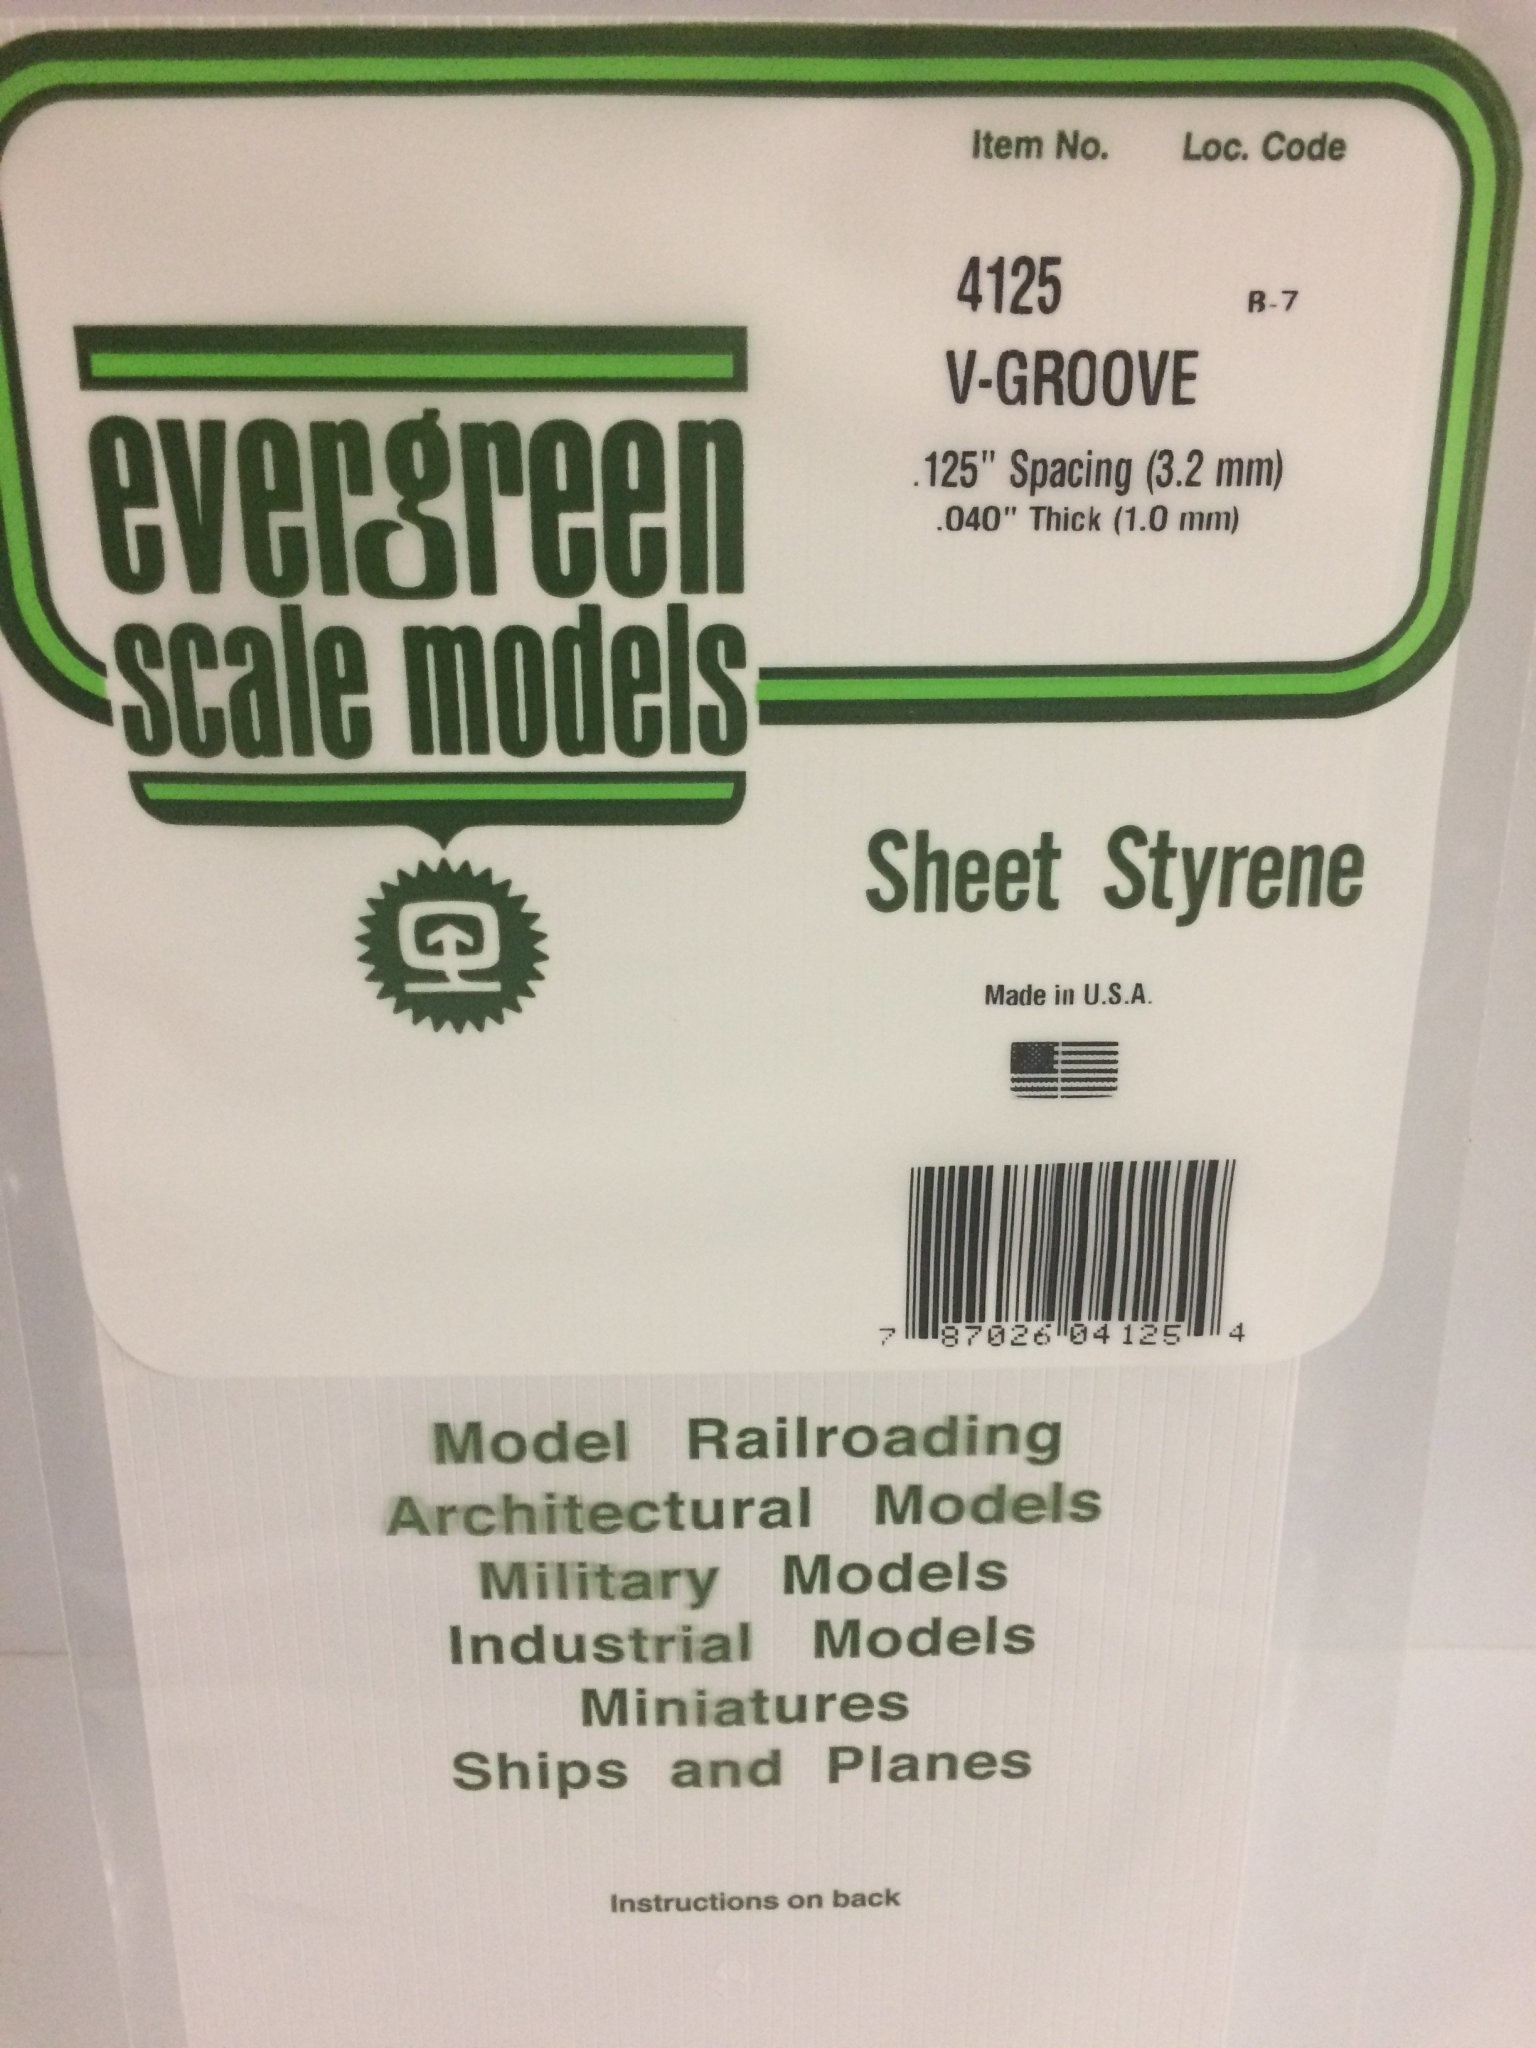 Item No. Loc. Code
4125 B-7
V-GROOVE
.125" Spacing (3.2 mm)
.040" Thick (1.0 mm)
evergreen
scale models
Sheet Styrene
Made in U.S.A.
7 87026 04125 4
Model Railroading
Architectural Models
Military Models
Industrial Models
Miniatures
Ships and Planes
Instructions on back